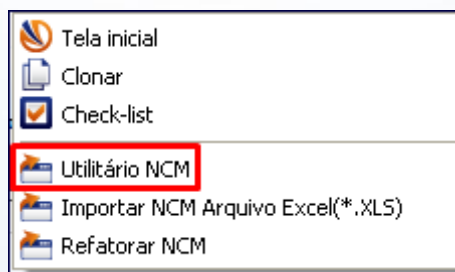 Tela inicial
Clonar
Check-list
Utilitário NCM
Importar NCM Arquivo Excel(*.XLS)
Refatorar NCM